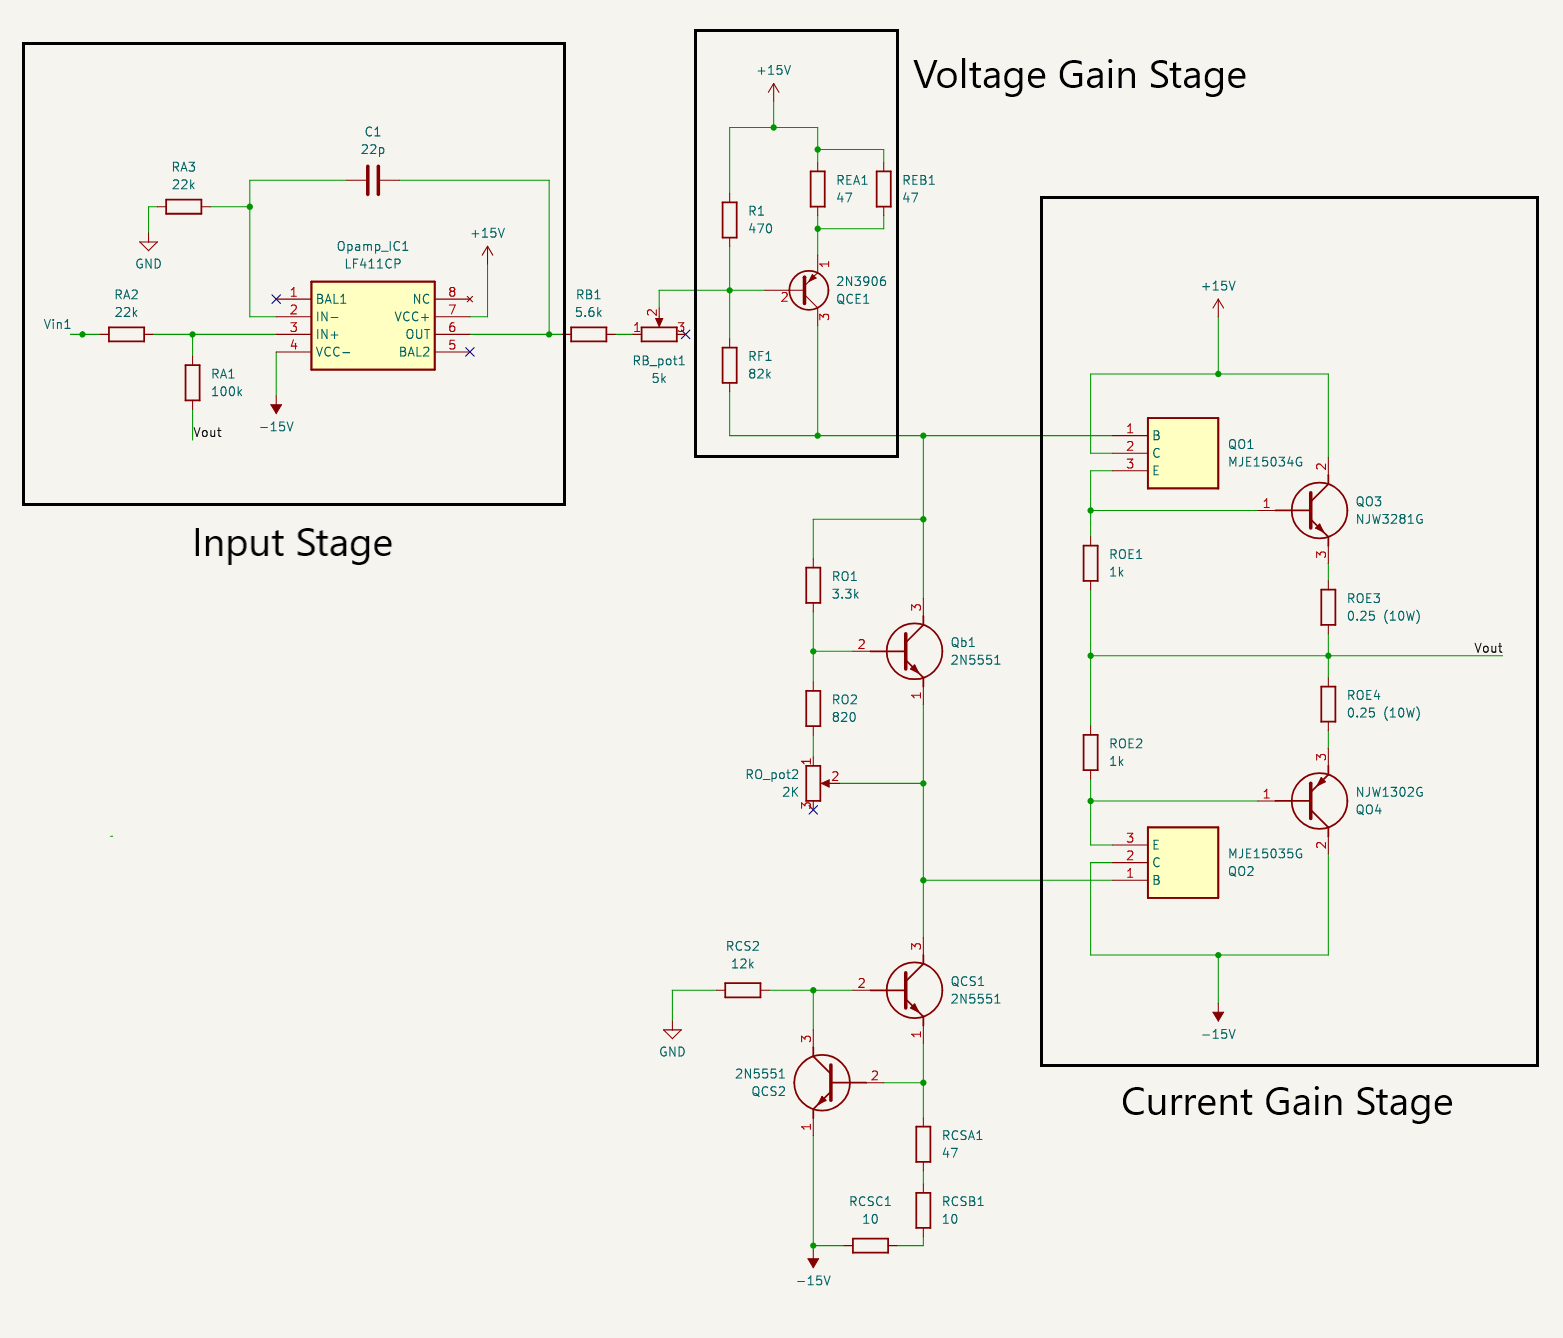 Voltage Gain Stage
+15V
C1
22p
RA3
22k
REA1
47
REB1
47
R1
470
+15V
GND
Opamp_IC1
LF411CP
1
BAL1
NC
8
2
IN-
VCC+
7
3
IN+
OUT
6
4
VCC-
BAL2
5
RA2
22k
Vin1
RA1
100k
Vout
-15V
RB1
5.6k
2
1
3
RB_pot1
5k
1
2
3
2N3906
QCE1
RF1
82k
Input Stage
+15V
1
B
2
C
3
E
QO1
MJE15034G
2
1
3
QO3
NJW3281G
ROE1
1k
ROE3
0.25 (10W)
Vout
ROE4
0.25 (10W)
ROE2
1k
3
1
2
NJW1302G
QO4
3
E
2
C
1
B
MJE15035G
QO2
-15V
Current Gain Stage
RO1
3.3k
3
2
1
Qb1
2N5551
RO2
820
RO_pot2
2K
1
2
3
RCS2
12k
GND
3
2
1
QCS1
2N5551
2N5551
QCS2
3
2
1
RCSA1
47
RCSC1
10
RCSB1
10
-15V